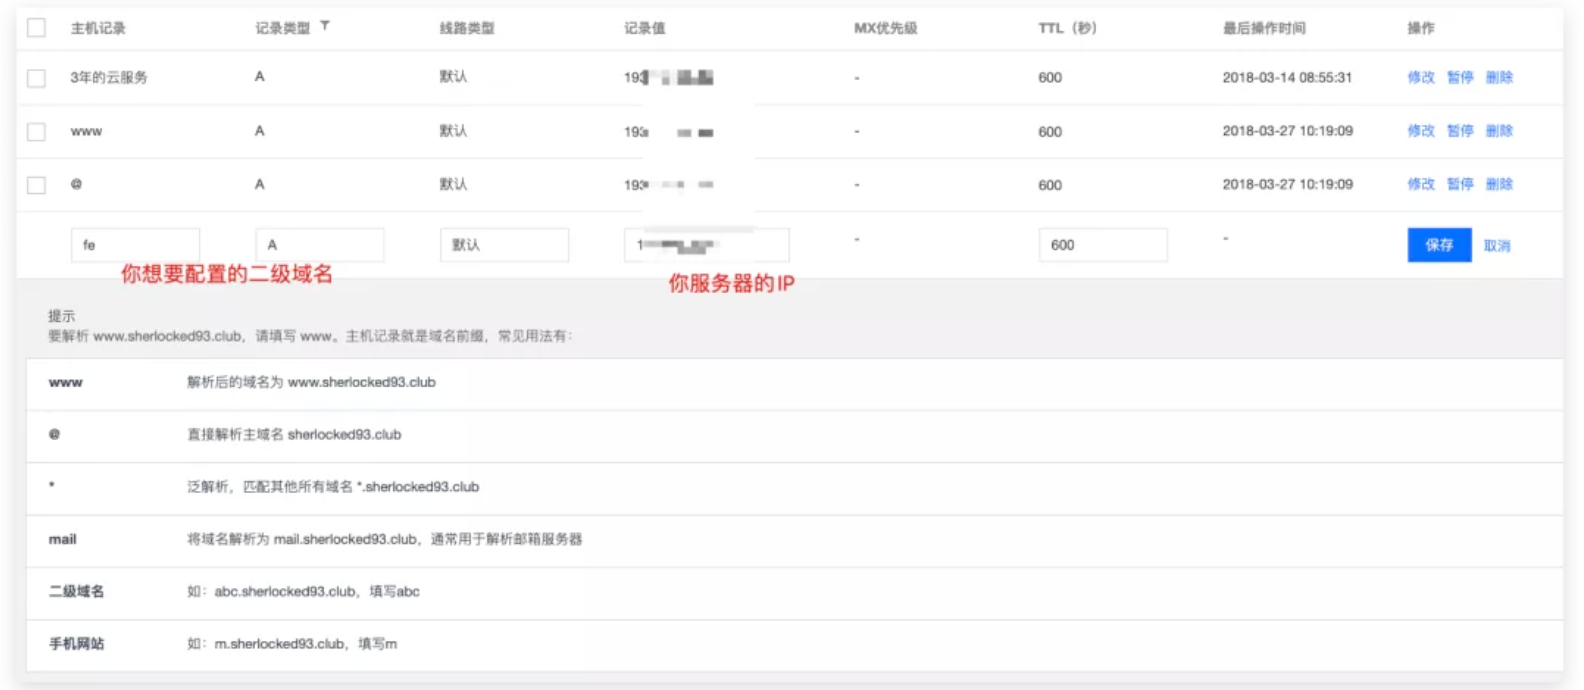 主机记录 记录类型 线路类型 记录值 MX优先级 TTL（秒） 最后操作时间 操作
3年的云服务 A 默认 - 600 2018-03-14 08:55:31 修改 暂停 删除
www A 默认 - 600 2018-03-27 10:19:09 修改 暂停 删除
@ A 默认 - 600 2018-03-27 10:19:09 修改 暂停 删除
fe A 默认 - 600 - 保存 取消
你想要配置的二级域名 你服务器的IP
提示
要解析 www.sherlocked93.club，请填写 www。主机记录就是域名前缀，常见用法有：
www 解析后的域名为 www.sherlocked93.club
@ 直接解析主域名 sherlocked93.club
* 泛解析，匹配其他所有域名 *.sherlocked93.club
mail 将域名解析为 mail.sherlocked93.club，通常用于解析邮箱服务器
二级域名 如：abc.sherlocked93.club，填写abc
手机网站 如：m.sherlocked93.club，填写m